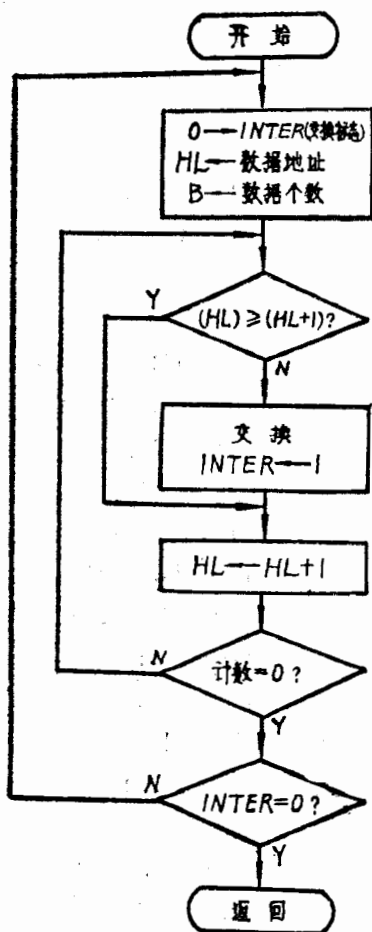 开始
0→INTER(交换标志)
HL←数据地址
B←数据个数
Y
(HL)≥(HL+1)?
N
交换
INTER←1
HL←HL+1
N
计数=0?
Y
N
INTER=0?
Y
返回